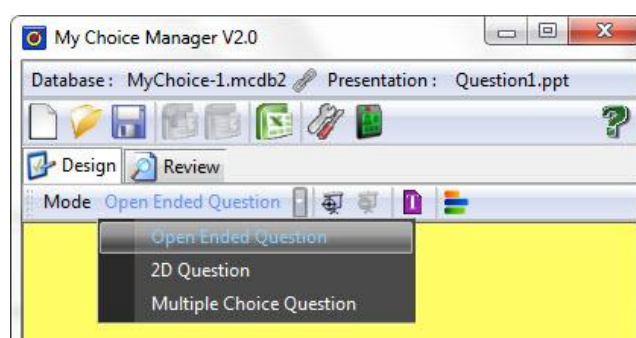 My Choice Manager V2.0
Database: MyChoice-1.mcdb2 Presentation: Question1.ppt
Design Review
Mode Open Ended Question T
Open Ended Question
2D Question
Multiple Choice Question